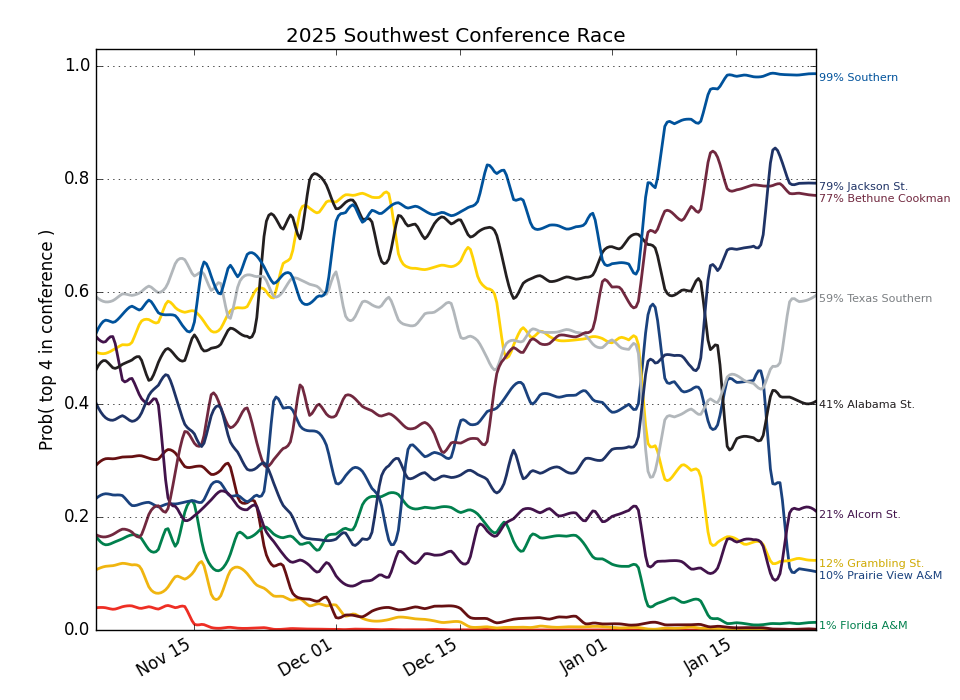 2025 Southwest Conference Race
Prob( top 4 in conference )
1.0
0.8
0.6
0.4
0.2
0.0
Nov 15
Dec 01
Dec 15
Jan 01
Jan 15
99% Southern
79% Jackson St.
77% Bethune Cookman
59% Texas Southern
41% Alabama St.
21% Alcorn St.
12% Grambling St.
10% Prairie View A&M
1% Florida A&M